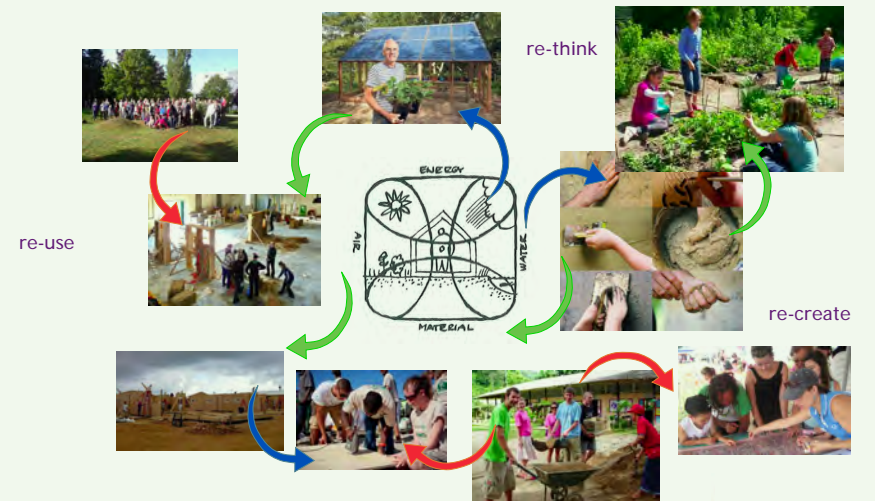 re-think
ENERGY
re-use
AIR
WATER
re-create
MATERIAL